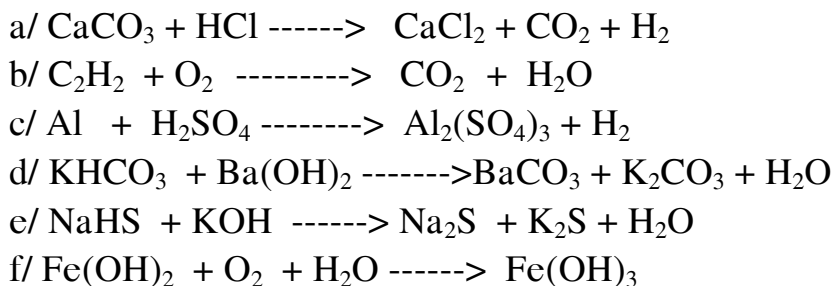 a/ CaCO₃ + HCl ------> CaCl₂ + CO₂ + H₂
b/ C₂H₂ + O₂ ---------> CO₂ + H₂O
c/ Al + H₂SO₄ --------> Al₂(SO₄)₃ + H₂
d/ KHCO₃ + Ba(OH)₂ ------->BaCO₃ + K₂CO₃ + H₂O
e/ NaHS + KOH ------> Na₂S + K₂S + H₂O
f/ Fe(OH)₂ + O₂ + H₂O ------> Fe(OH)₃